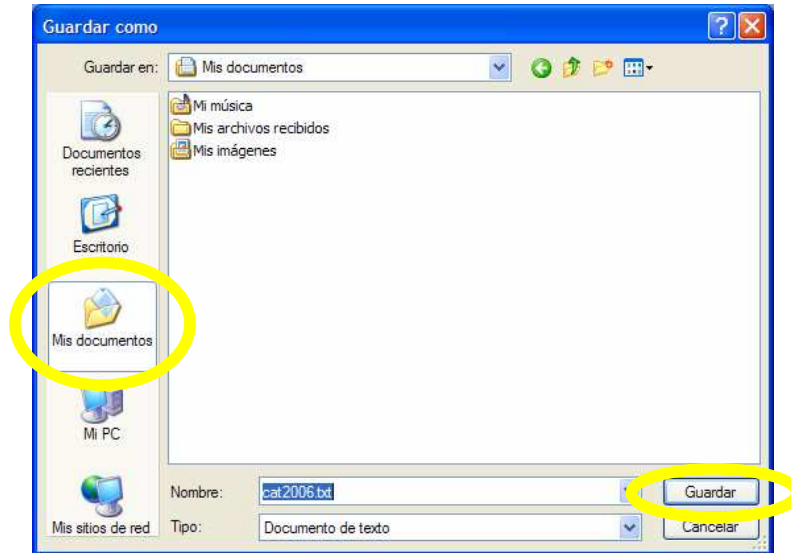 Guardar como
Guardar en: Mis documentos
Mi música
Mis archivos recibidos
Mis imágenes
Documentos
recientes
Escritorio
Mis documentos
Mi PC
Mis sitios de red
Nombre: cat2006.txt Guardar
Tipo: Documento de texto Cancelar